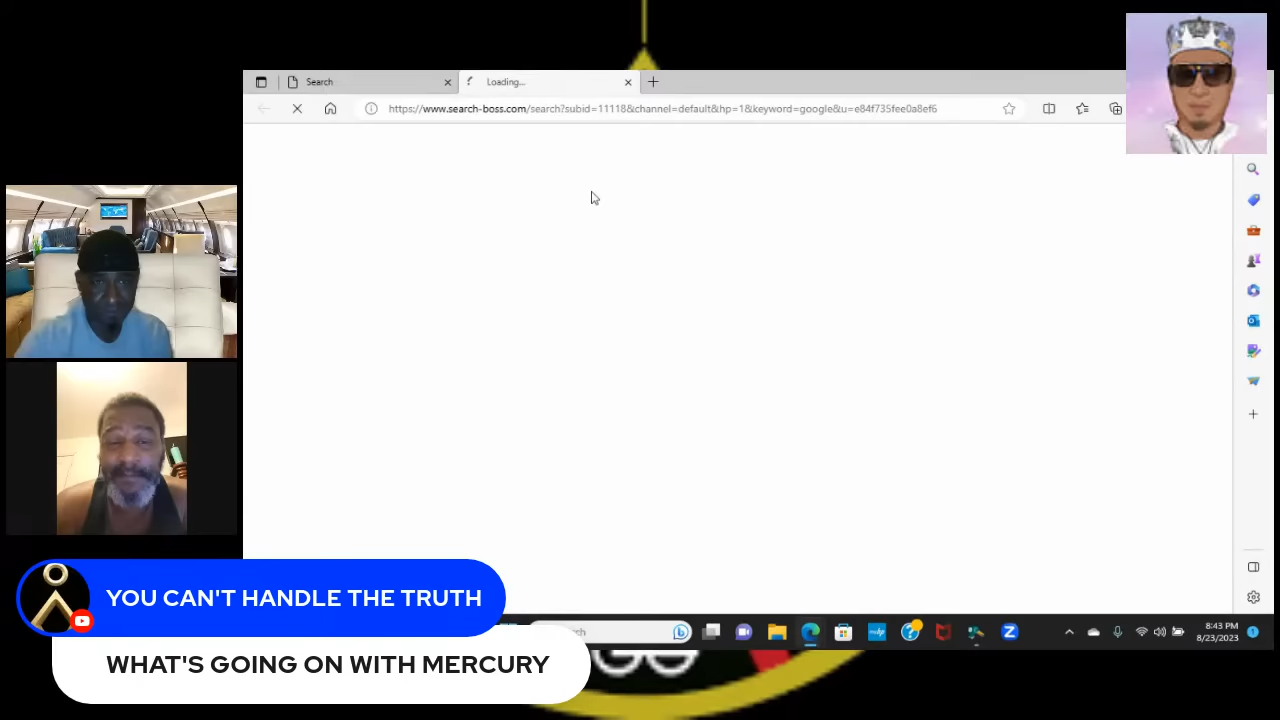 Search
Loading...
https://www.search-boss.com/search?subid=11118&channel=default&hp=1&keyword=google&u=e84f735fee0a8ef6
YOU CAN'T HANDLE THE TRUTH
WHAT'S GOING ON WITH MERCURY
8:43 PM
8/23/2023